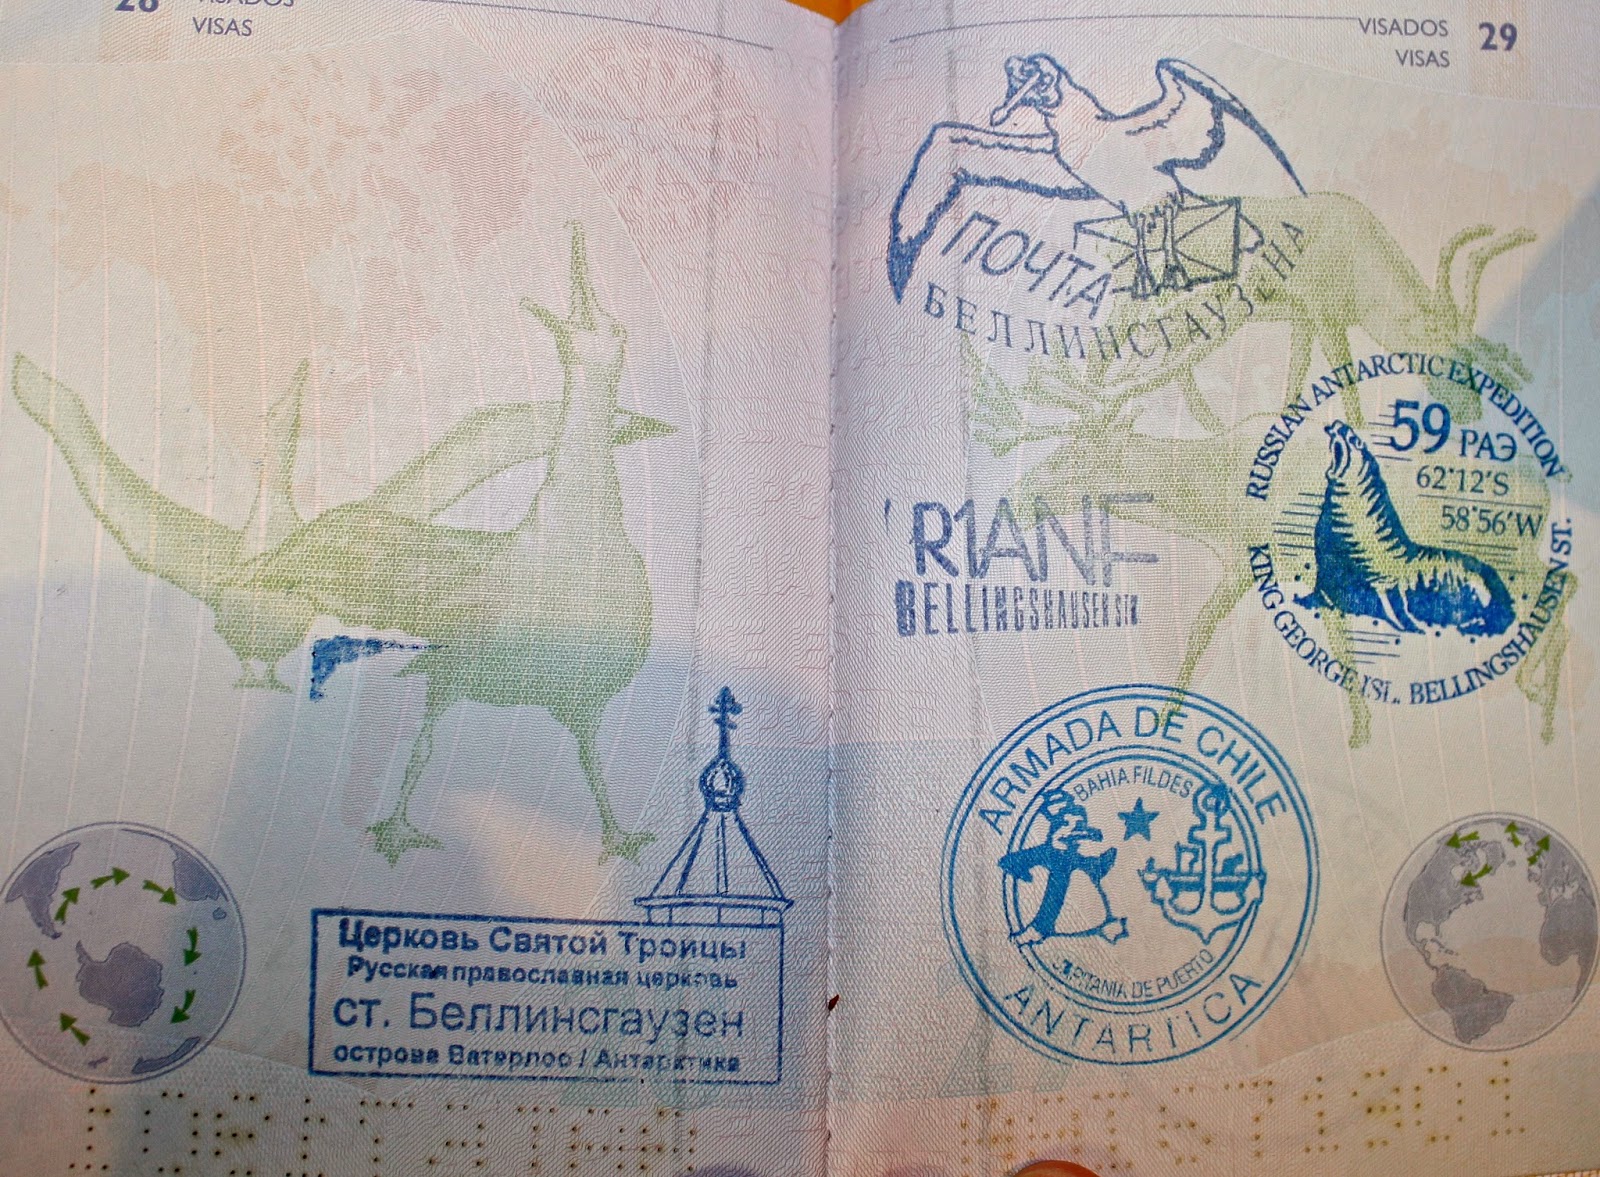 28
VISADOS
VISAS
Церковь Святой Троицы
Русская православная церковь
ст. Беллинсгаузен
острова Ватерлоо / Антарктика
VISADOS 29
VISAS
ПОЧТА
БЕЛЛИНСГАУЗЕНА
RUSSIAN ANTARCTIC EXPEDITION
59 РАЭ
62°12'S
58°56'W
KING GEORGE ISL. BELLINGSHAUSEN ST.
R1ANF
BELLINGSHAUSEN STN
ARMADA DE CHILE
BAHIA FILDES
CAPITANIA DE PUERTO
ANTARTICA